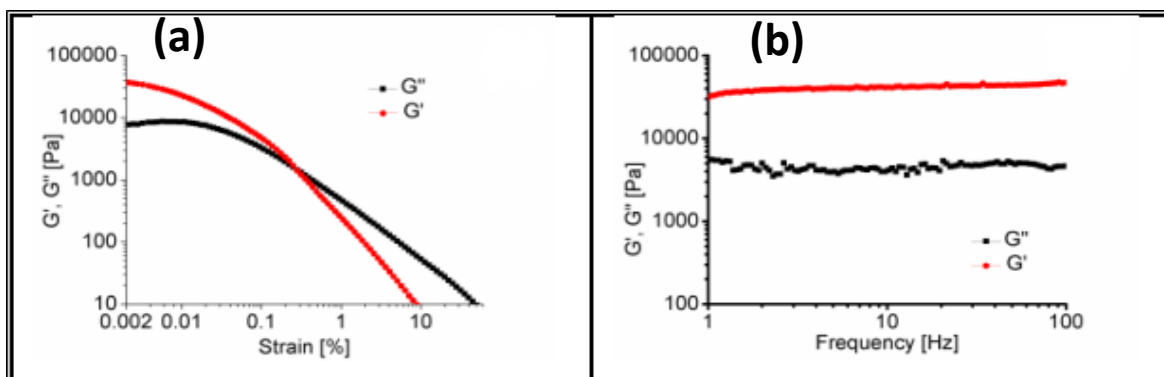 (a)
G', G'' [Pa]
100000
10000
1000
100
10
G''
G'
0.002 0.01 0.1 1 10
Strain [%]
(b)
G', G'' [Pa]
100000
10000
1000
100
G''
G'
1 10 100
Frequency [Hz]